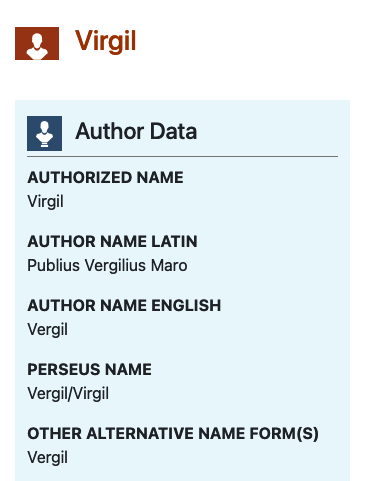 Virgil
Author Data
AUTHORIZED NAME
Virgil
AUTHOR NAME LATIN
Publius Vergilius Maro
AUTHOR NAME ENGLISH
Vergil
PERSEUS NAME
Vergil/Virgil
OTHER ALTERNATIVE NAME FORM(S)
Vergil